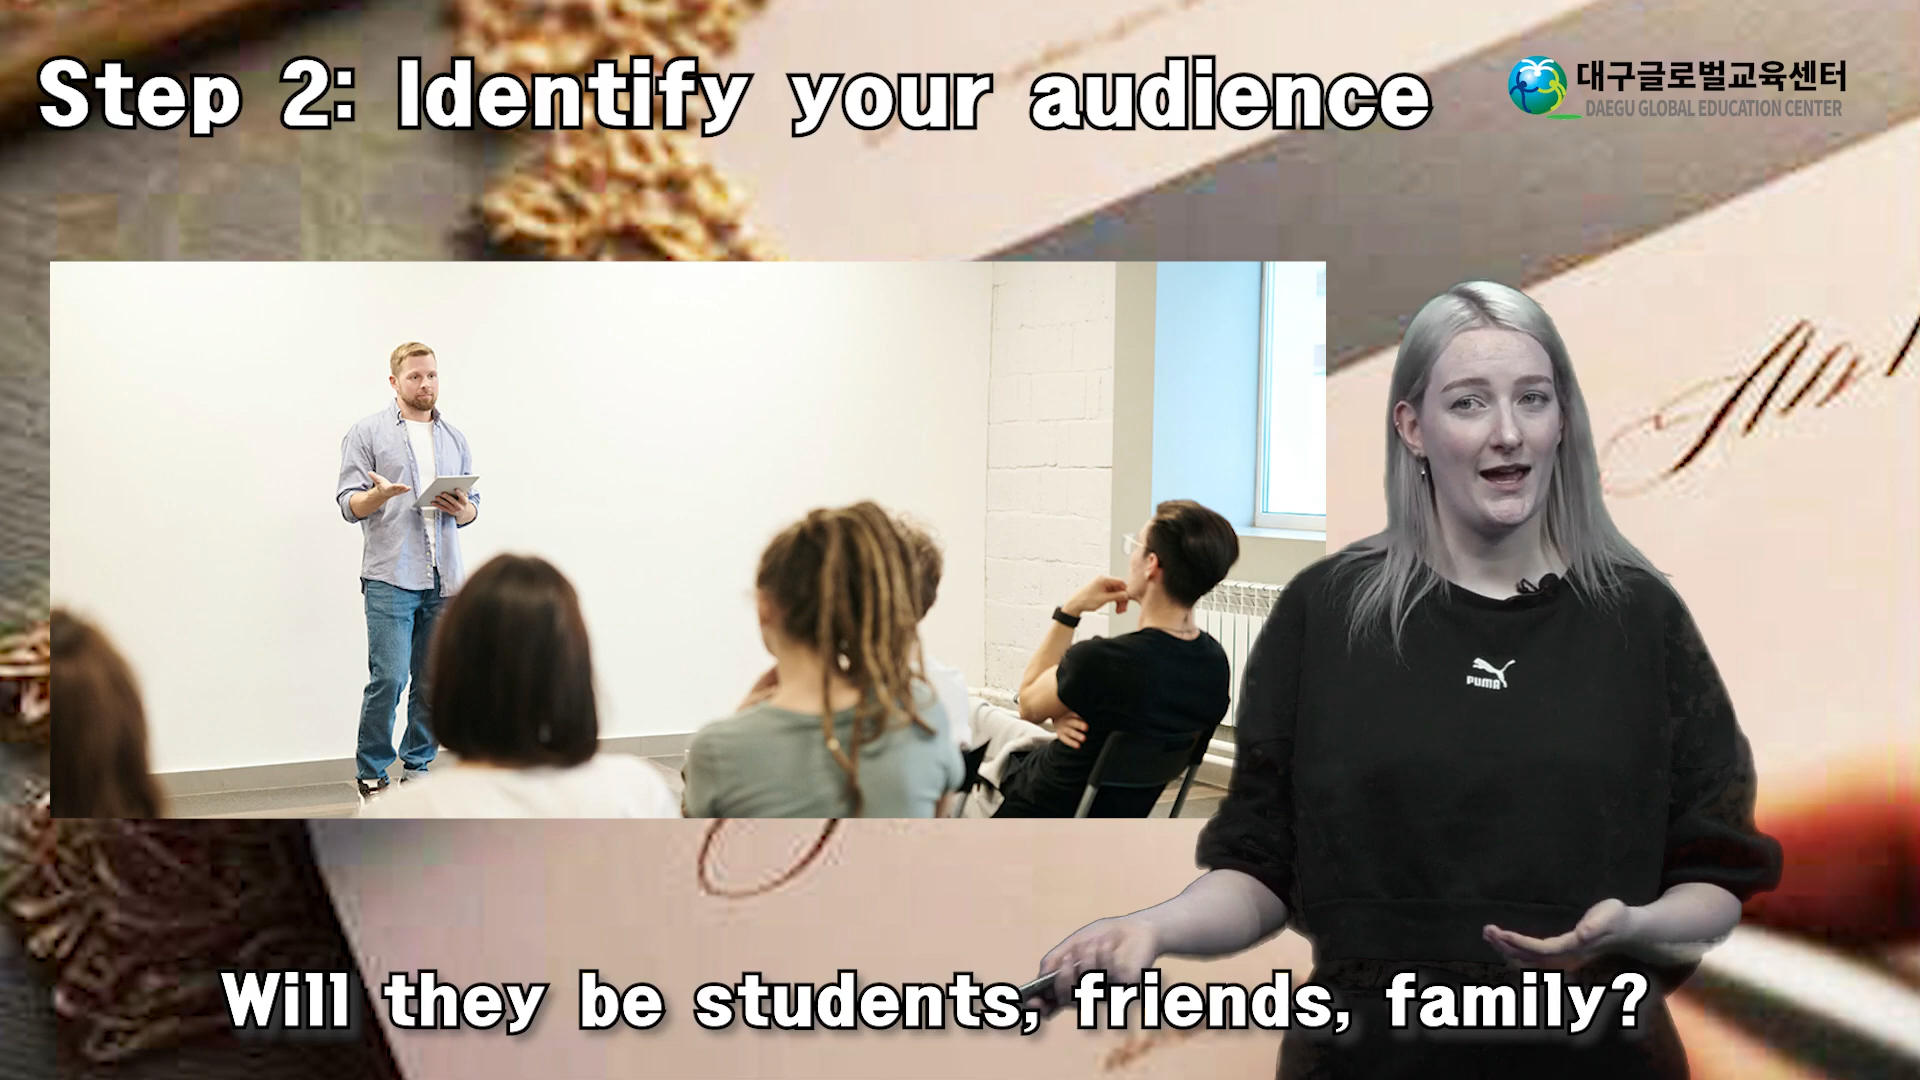 Step 2: Identify your audience
대구글로벌교육센터
DAEGU GLOBAL EDUCATION CENTER
PUMA
Will they be students, friends, family?